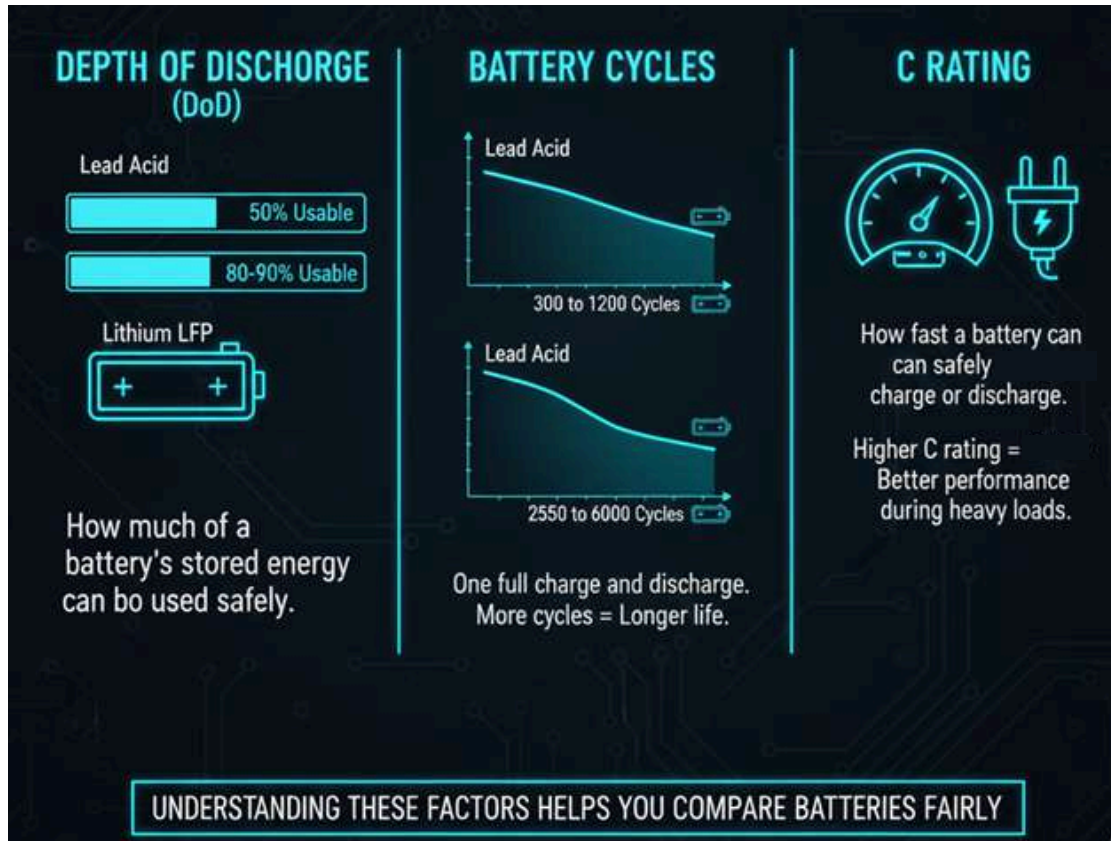 DEPTH OF DISCHORGE
(DoD)
Lead Acid
50% Usable
80-90% Usable
Lithium LFP
How much of a
battery's stored energy
can bo used safely.
BATTERY CYCLES
Lead Acid
300 to 1200 Cycles
Lead Acid
2550 to 6000 Cycles
One full charge and discharge.
More cycles = Longer life.
C RATING
How fast a battery can
can safely
charge or discharge.
Higher C rating =
Better performance
during heavy loads.
UNDERSTANDING THESE FACTORS HELPS YOU COMPARE BATTERIES FAIRLY